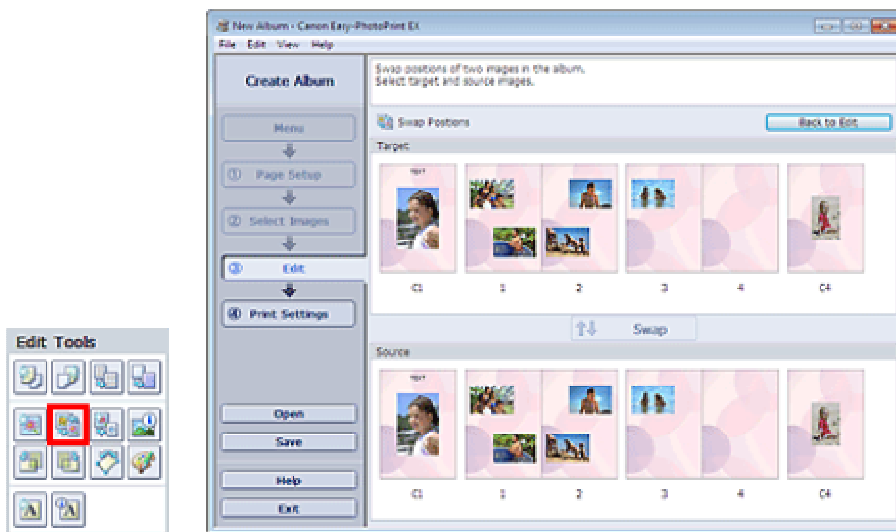 New Album - Canon Easy-PhotoPrint EX
File Edit View Help
Create Album
Swap positions of two images in the album.
Select target and source images.
Menu
Swap Positions
Back to Edit
Target
① Page Setup
TEXT
② Select Images
③ Edit
C1 1 2 3 4 C4
④ Print Settings
Swap
Edit Tools
Source
TEXT
Open
Save
Help
C1 1 2 3 4 C4
Exit